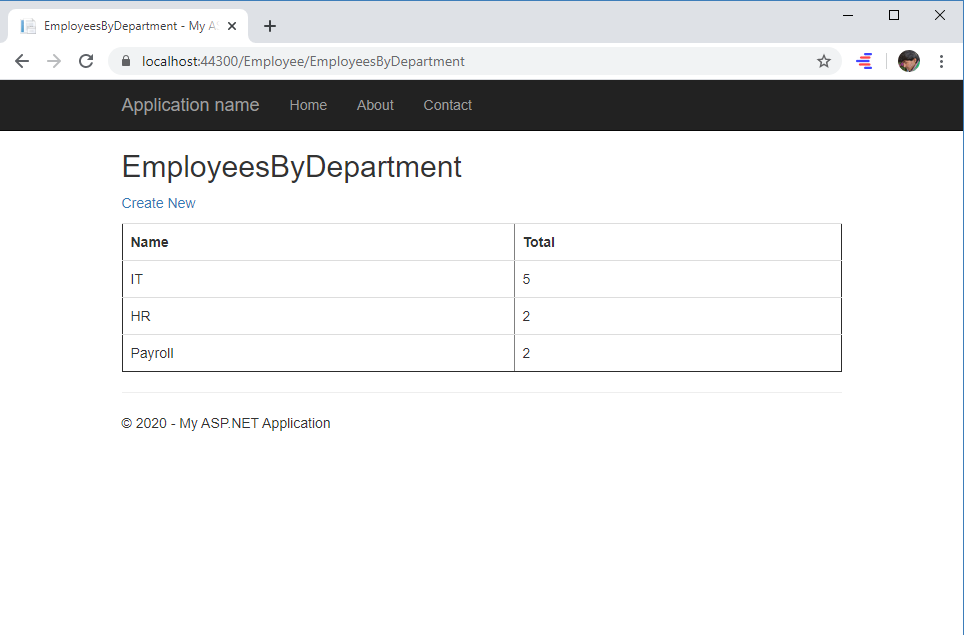 EmployeesByDepartment - My A
localhost:44300/Employee/EmployeesByDepartment
Application name Home About Contact
EmployeesByDepartment
Create New
Name Total
IT 5
HR 2
Payroll 2
© 2020 - My ASP.NET Application